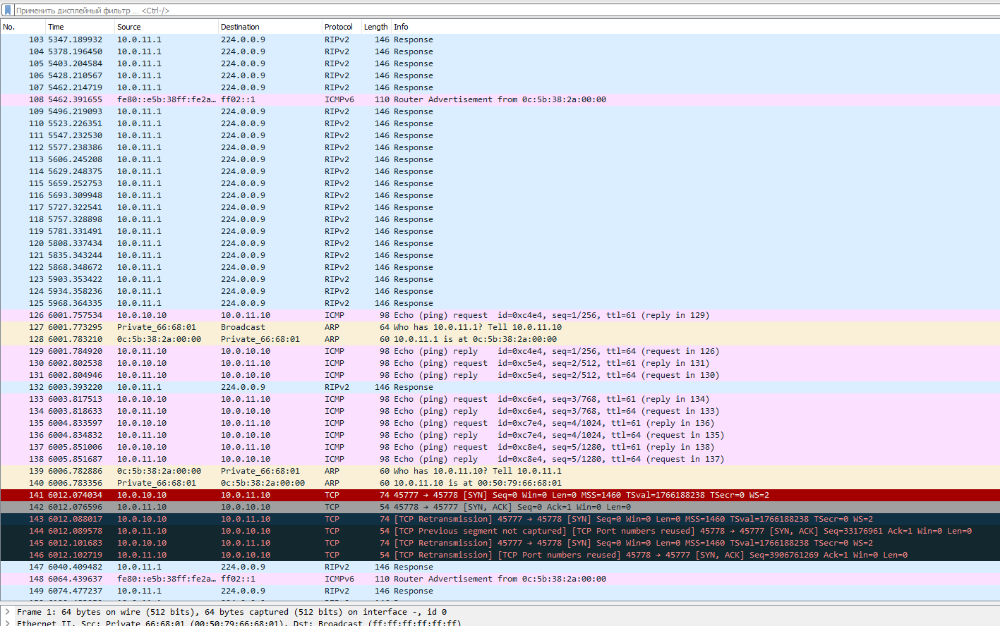 Применить дисплейный фильтр ... <Ctrl-/>
No. Time Source Destination Protocol Length Info
103 5347.189932 10.0.11.1 224.0.0.9 RIPv2 146 Response
104 5378.196450 10.0.11.1 224.0.0.9 RIPv2 146 Response
105 5403.204584 10.0.11.1 224.0.0.9 RIPv2 146 Response
106 5428.210567 10.0.11.1 224.0.0.9 RIPv2 146 Response
107 5462.214719 10.0.11.1 224.0.0.9 RIPv2 146 Response
108 5462.391655 fe80::e5b:38ff:fe2a… ff02::1 ICMPv6 110 Router Advertisement from 0c:5b:38:2a:00:00
109 5496.219093 10.0.11.1 224.0.0.9 RIPv2 146 Response
110 5523.226351 10.0.11.1 224.0.0.9 RIPv2 146 Response
111 5547.232530 10.0.11.1 224.0.0.9 RIPv2 146 Response
112 5577.238386 10.0.11.1 224.0.0.9 RIPv2 146 Response
113 5606.245208 10.0.11.1 224.0.0.9 RIPv2 146 Response
114 5629.248375 10.0.11.1 224.0.0.9 RIPv2 146 Response
115 5659.252753 10.0.11.1 224.0.0.9 RIPv2 146 Response
116 5693.309948 10.0.11.1 224.0.0.9 RIPv2 146 Response
117 5727.322541 10.0.11.1 224.0.0.9 RIPv2 146 Response
118 5757.328898 10.0.11.1 224.0.0.9 RIPv2 146 Response
119 5781.331491 10.0.11.1 224.0.0.9 RIPv2 146 Response
120 5808.337434 10.0.11.1 224.0.0.9 RIPv2 146 Response
121 5835.343244 10.0.11.1 224.0.0.9 RIPv2 146 Response
122 5868.348672 10.0.11.1 224.0.0.9 RIPv2 146 Response
123 5903.353422 10.0.11.1 224.0.0.9 RIPv2 146 Response
124 5934.358236 10.0.11.1 224.0.0.9 RIPv2 146 Response
125 5968.364335 10.0.11.1 224.0.0.9 RIPv2 146 Response
126 6001.757534 10.0.10.10 10.0.11.10 ICMP 98 Echo (ping) request id=0xc4e4, seq=1/256, ttl=61 (reply in 129)
127 6001.773295 Private_66:68:01 Broadcast ARP 64 Who has 10.0.11.1? Tell 10.0.11.10
128 6001.783210 0c:5b:38:2a:00:00 Private_66:68:01 ARP 60 10.0.11.1 is at 0c:5b:38:2a:00:00
129 6001.784920 10.0.11.10 10.0.10.10 ICMP 98 Echo (ping) reply id=0xc4e4, seq=1/256, ttl=64 (request in 126)
130 6002.802538 10.0.10.10 10.0.11.10 ICMP 98 Echo (ping) request id=0xc5e4, seq=2/512, ttl=61 (reply in 131)
131 6002.804946 10.0.11.10 10.0.10.10 ICMP 98 Echo (ping) reply id=0xc5e4, seq=2/512, ttl=64 (request in 130)
132 6003.393220 10.0.11.1 224.0.0.9 RIPv2 146 Response
133 6003.817513 10.0.10.10 10.0.11.10 ICMP 98 Echo (ping) request id=0xc6e4, seq=3/768, ttl=61 (reply in 134)
134 6003.818633 10.0.11.10 10.0.10.10 ICMP 98 Echo (ping) reply id=0xc6e4, seq=3/768, ttl=64 (request in 133)
135 6004.833597 10.0.10.10 10.0.11.10 ICMP 98 Echo (ping) request id=0xc7e4, seq=4/1024, ttl=61 (reply in 136)
136 6004.834832 10.0.11.10 10.0.10.10 ICMP 98 Echo (ping) reply id=0xc7e4, seq=4/1024, ttl=64 (request in 135)
137 6005.851006 10.0.10.10 10.0.11.10 ICMP 98 Echo (ping) request id=0xc8e4, seq=5/1280, ttl=61 (reply in 138)
138 6005.851687 10.0.11.10 10.0.10.10 ICMP 98 Echo (ping) reply id=0xc8e4, seq=5/1280, ttl=64 (request in 137)
139 6006.782886 0c:5b:38:2a:00:00 Private_66:68:01 ARP 60 Who has 10.0.11.10? Tell 10.0.11.1
140 6006.783356 Private_66:68:01 0c:5b:38:2a:00:00 ARP 60 10.0.11.10 is at 00:50:79:66:68:01
141 6012.074034 10.0.10.10 10.0.11.10 TCP 74 45777 → 45778 [SYN] Seq=0 Win=0 Len=0 MSS=1460 TSval=1766188238 TSecr=0 WS=2
142 6012.076596 10.0.11.10 10.0.10.10 TCP 54 45778 → 45777 [SYN, ACK] Seq=0 Ack=1 Win=0 Len=0
143 6012.088017 10.0.10.10 10.0.11.10 TCP 74 [TCP Retransmission] 45777 → 45778 [SYN] Seq=0 Win=0 Len=0 MSS=1460 TSval=1766188238 TSecr=0 WS=2
144 6012.089578 10.0.11.10 10.0.10.10 TCP 54 [TCP Previous segment not captured] [TCP Port numbers reused] 45778 → 45777 [SYN, ACK] Seq=33176961 Ack=1 Win=0 Len=0
145 6012.101683 10.0.10.10 10.0.11.10 TCP 74 [TCP Retransmission] 45777 → 45778 [SYN] Seq=0 Win=0 Len=0 MSS=1460 TSval=1766188238 TSecr=0 WS=2
146 6012.102719 10.0.11.10 10.0.10.10 TCP 54 [TCP Retransmission] [TCP Port numbers reused] 45778 → 45777 [SYN, ACK] Seq=3906761269 Ack=1 Win=0 Len=0
147 6040.409482 10.0.11.1 224.0.0.9 RIPv2 146 Response
148 6064.439637 fe80::e5b:38ff:fe2a… ff02::1 ICMPv6 110 Router Advertisement from 0c:5b:38:2a:00:00
149 6074.477237 10.0.11.1 224.0.0.9 RIPv2 146 Response
Frame 1: 64 bytes on wire (512 bits), 64 bytes captured (512 bits) on interface -, id 0
Ethernet II, Src: Private_66:68:01 (00:50:79:66:68:01), Dst: Broadcast (ff:ff:ff:ff:ff:ff)